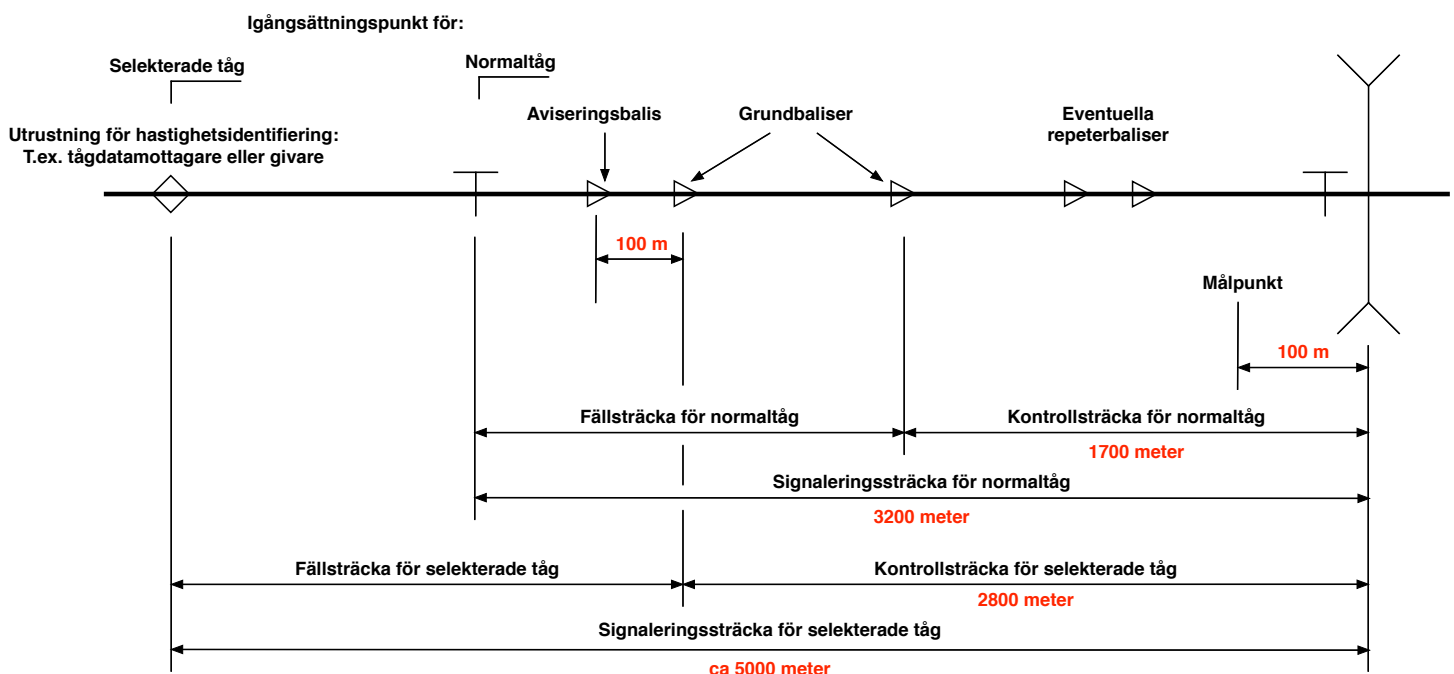 Igångsättningspunkt för:
Selekterade tåg
Normaltåg
Utrustning för hastighetsidentifiering:
T.ex. tågdatamottagare eller givare
Aviseringsbalis
Grundbaliser
Eventuella
repeterbaliser
100 m
Målpunkt
100 m
Fällsträcka för normaltåg
Kontrollsträcka för normaltåg
1700 meter
Signaleringssträcka för normaltåg
3200 meter
Fällsträcka för selekterade tåg
Kontrollsträcka för selekterade tåg
2800 meter
Signaleringssträcka för selekterade tåg
ca 5000 meter